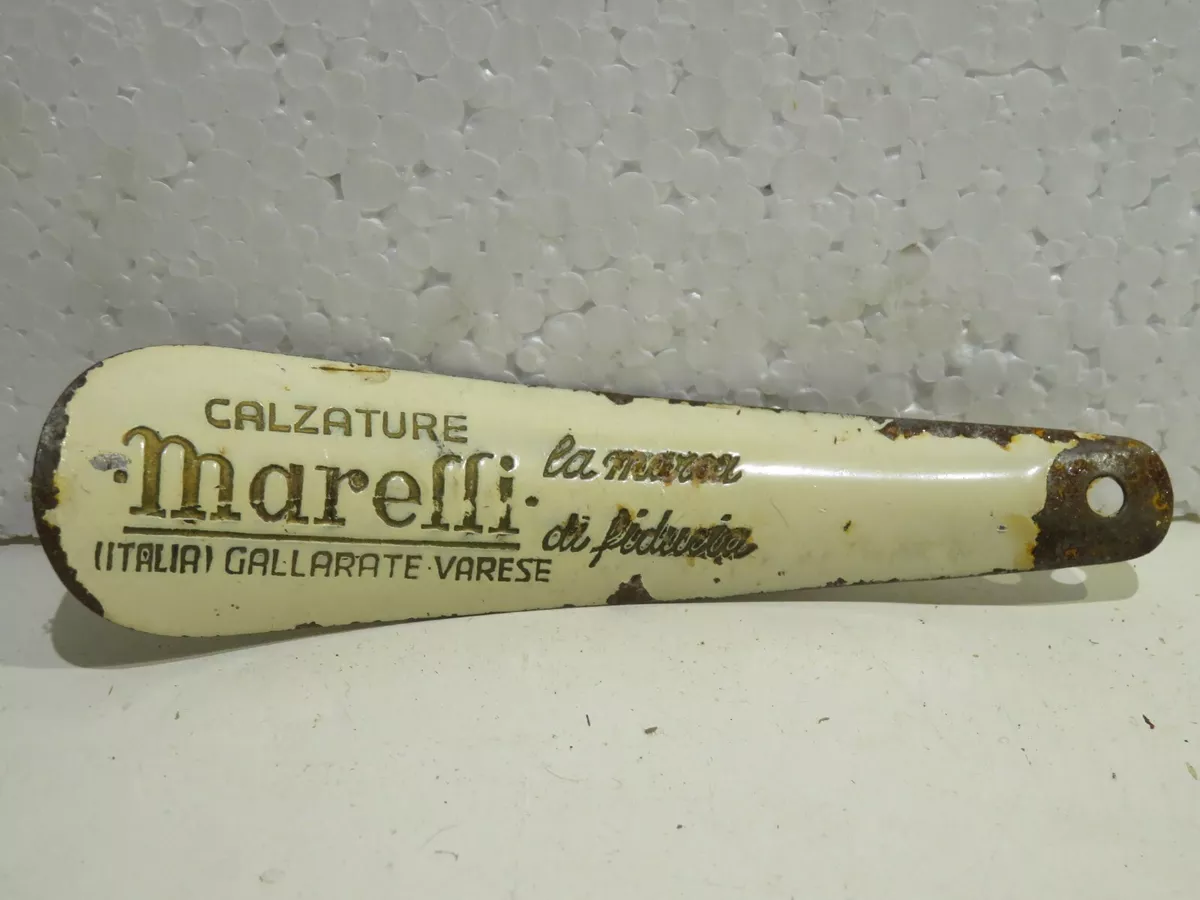 CALZATURE
·Marelli·
(ITALIA) GALLARATE·VARESE
la marca
di fiducia